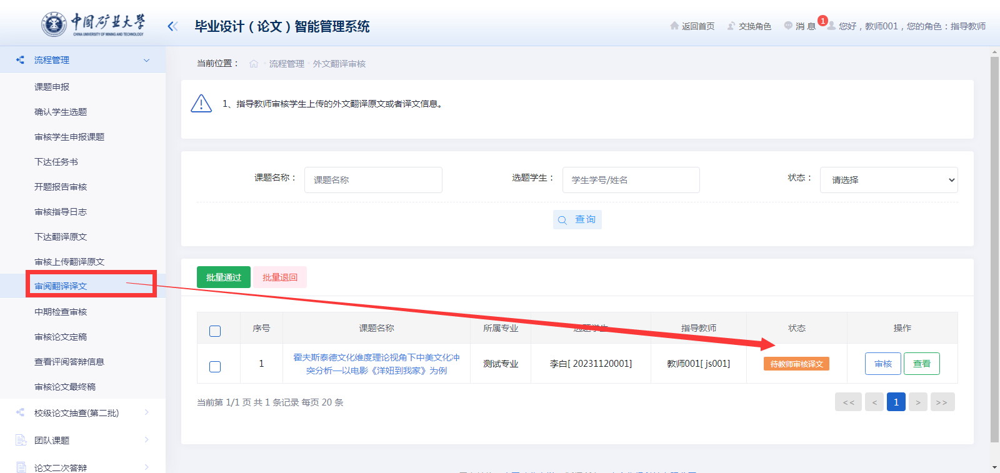 中国矿业大学
CHINA UNIVERSITY OF MINING AND TECHNOLOGY
毕业设计（论文）智能管理系统
返回首页 交换角色 消 息 1 您好，教师001，您的角色：指导教师
流程管理
课题申报
确认学生选题
审核学生申报课题
下达任务书
开题报告审核
审核指导日志
下达翻译原文
审核上传翻译原文
审阅翻译译文
中期检查审核
审核论文定稿
查看评阅答辩信息
审核论文最终稿
校级论文抽查(第二批)
团队课题
论文二次答辩
当前位置： 流程管理 外文翻译审核
1、指导教师审核学生上传的外文翻译原文或者译文信息。
课题名称： 课题名称 选题学生： 学生学号/姓名 状态： 请选择
查询
批量通过 批量退回
序号 课题名称 所属专业 选题学生 指导教师 状态 操作
1 霍夫斯泰德文化维度理论视角下中美文化冲 测试专业 李白[ 20231120001] 教师001[ js001] 待教师审核译文 审核 查看
突分析—以电影《洋妞到我家》为例
当前第 1/1 页 共 1 条记录 每页 20 条 << < 1 > >>